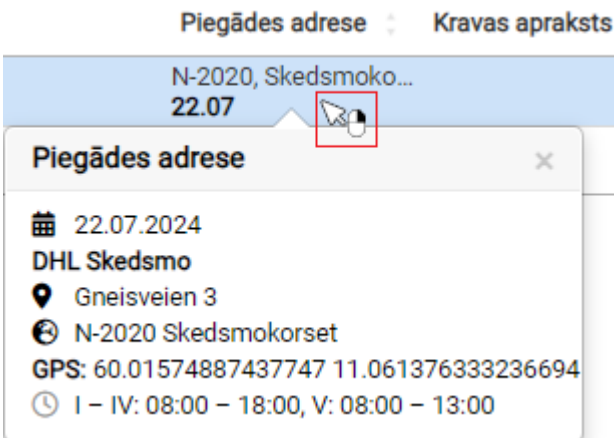 Piegādes adrese Kravas apraksts
N-2020, Skedsmoko...
22.07
Piegādes adrese ×
22.07.2024
DHL Skedsmo
Gneisveien 3
N-2020 Skedsmokorset
GPS: 60.01574887437747 11.061376333236694
I – IV: 08:00 – 18:00, V: 08:00 – 13:00